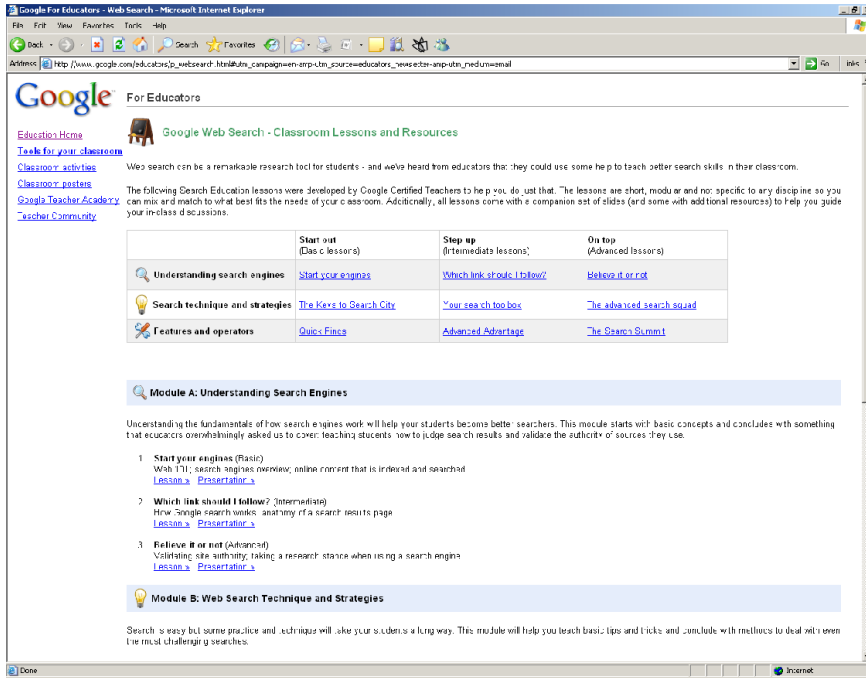 Google For Educators - Web Search - Microsoft Internet Explorer
File Edit View Favorites Tools Help
Back Search Favorites
Address http://www.google.com/educators/p_websearch.html#utm_campaign=en-amp-utm_source=educators_newsletter-amp-utm_medium=email Go
Google For Educators
Google Web Search - Classroom Lessons and Resources
Education Home
Tools for your classroom
Classroom activities
Classroom posters
Google Teacher Academy
Teacher Community
Web search can be a remarkable research tool for students - and we've heard from educators that they could use some help to teach better search skills in their classroom.
The following Search Education lessons were developed by Google Certified Teachers to help you do just that. The lessons are short, modular and not specific to any discipline so you
can mix and match to what best fits the needs of your classroom. Additionally, all lessons come with a companion set of slides (and some with additional resources) to help you guide
your in-class discussions.
Start out Step up On top
(Basic lessons) (Intermediate lessons) (Advanced lessons)
Understanding search engines Start your engines Which link should I follow? Believe it or not
Search technique and strategies The Keys to Search City Your search toolbox The advanced search squad
Features and operators Quick Finds Advanced Advantage The Search Summit
Module A: Understanding Search Engines
Understanding the fundamentals of how search engines work will help your students become better searchers. This module starts with basic concepts and concludes with something
that educators overwhelmingly asked us to cover: teaching students how to judge search results and validate the authority of sources they use.
1. Start your engines (Basic)
Web 101; search engines overview; online content that is indexed and searched
Lesson » Presentation »
2. Which link should I follow? (Intermediate)
How Google search works: anatomy of a search results page
Lesson » Presentation »
3. Believe it or not (Advanced)
Validating site authority; taking a research stance when using a search engine
Lesson » Presentation »
Module B: Web Search Technique and Strategies
Search is easy but some practice and technique will take your students a long way. This module will help you teach basic tips and tricks and conclude with methods to deal with even
the most challenging searches.
Done Internet